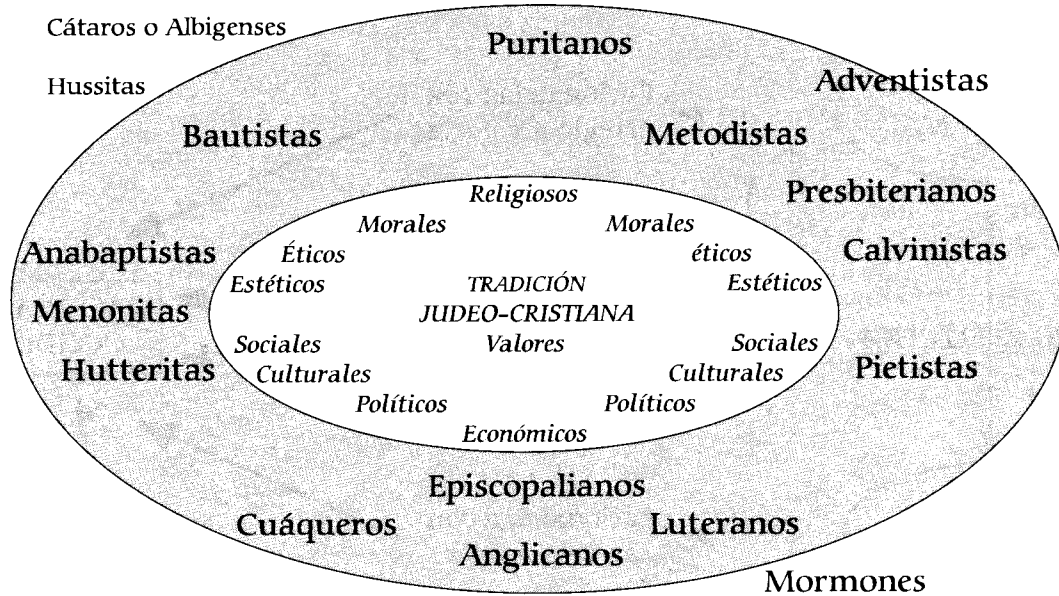 Cátaros o Albigenses
Puritanos
Hussitas
Adventistas
Bautistas
Metodistas
Presbiterianos
Religiosos
Morales
Morales
Anabaptistas
Éticos
éticos
Calvinistas
Estéticos
TRADICIÓN
Estéticos
Menonitas
JUDEO-CRISTIANA
Sociales
Valores
Sociales
Hutteritas
Culturales
Culturales
Pietistas
Políticos
Políticos
Económicos
Episcopalianos
Cuáqueros
Luteranos
Anglicanos
Mormones